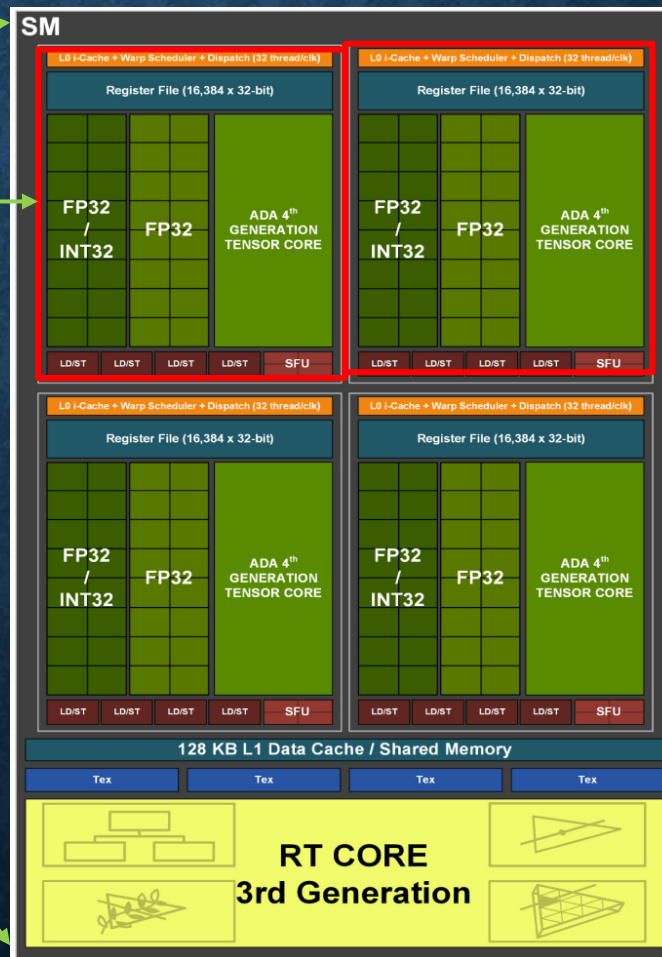 SM
L0 i-Cache + Warp Scheduler + Dispatch (32 thread/clk)
Register File (16,384 x 32-bit)
FP32
/
INT32
FP32
ADA 4th
GENERATION
TENSOR CORE
LD/ST LD/ST LD/ST LD/ST SFU
L0 i-Cache + Warp Scheduler + Dispatch (32 thread/clk)
Register File (16,384 x 32-bit)
FP32
/
INT32
FP32
ADA 4th
GENERATION
TENSOR CORE
LD/ST LD/ST LD/ST LD/ST SFU
L0 i-Cache + Warp Scheduler + Dispatch (32 thread/clk)
Register File (16,384 x 32-bit)
FP32
/
INT32
FP32
ADA 4th
GENERATION
TENSOR CORE
LD/ST LD/ST LD/ST LD/ST SFU
L0 i-Cache + Warp Scheduler + Dispatch (32 thread/clk)
Register File (16,384 x 32-bit)
FP32
/
INT32
FP32
ADA 4th
GENERATION
TENSOR CORE
LD/ST LD/ST LD/ST LD/ST SFU
128 KB L1 Data Cache / Shared Memory
Tex Tex Tex Tex
RT CORE
3rd Generation